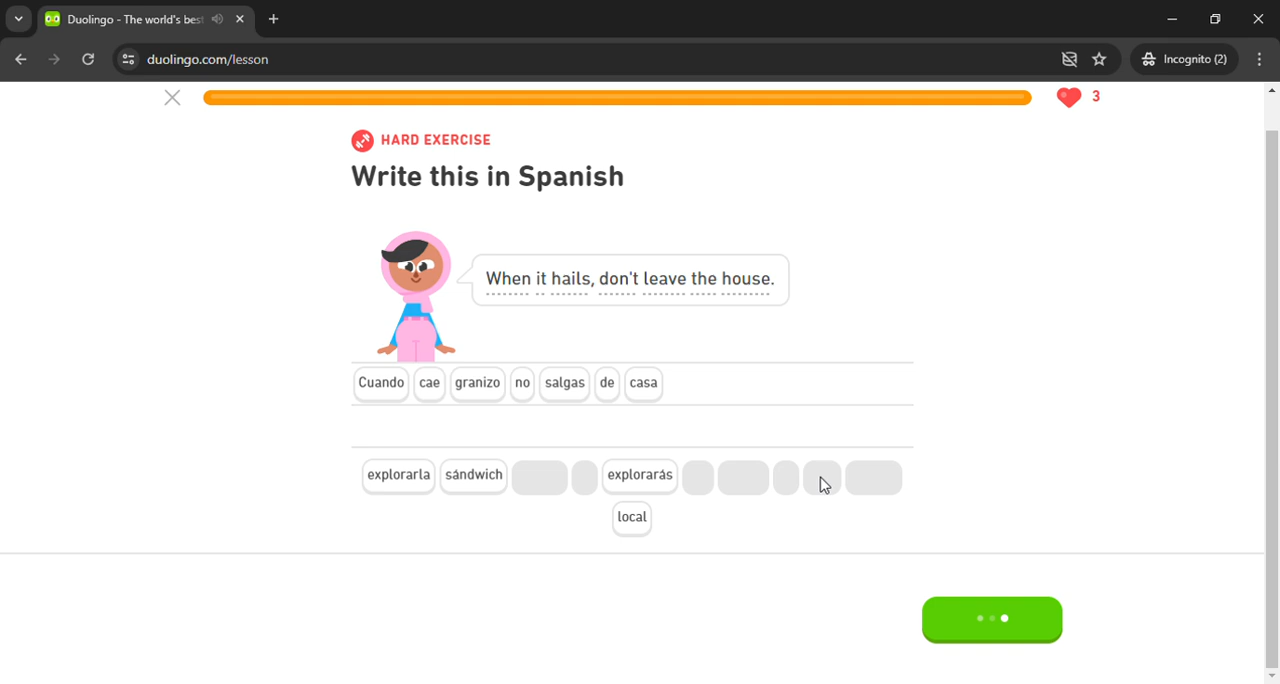 Duolingo - The world's best
duolingo.com/lesson
Incognito (2)
3
HARD EXERCISE
Write this in Spanish
When it hails, don't leave the house.
Cuando cae granizo no salgas de casa
explorarla sándwich explorarás
local